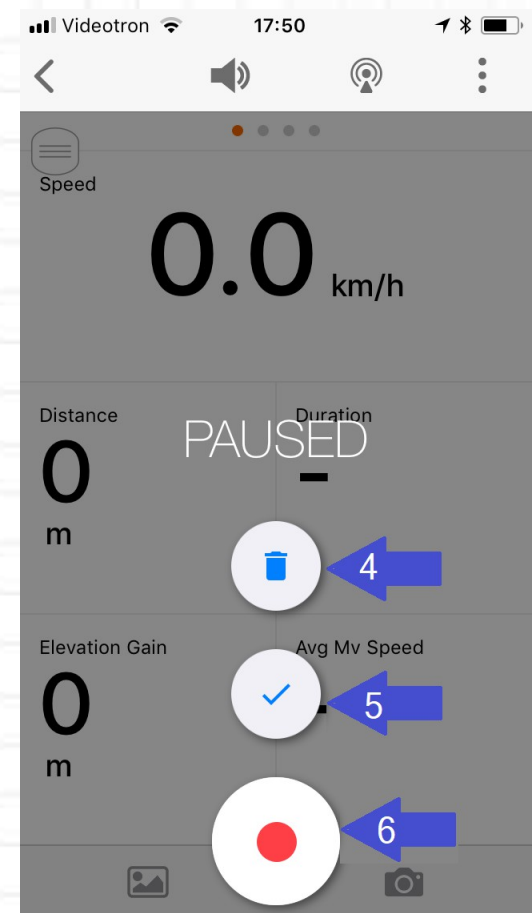 Videotron 17:50
Speed
0.0 km/h
Distance Duration
PAUSED
0 -
m
4
Elevation Gain Avg Mv Speed
0 -
5
m
6